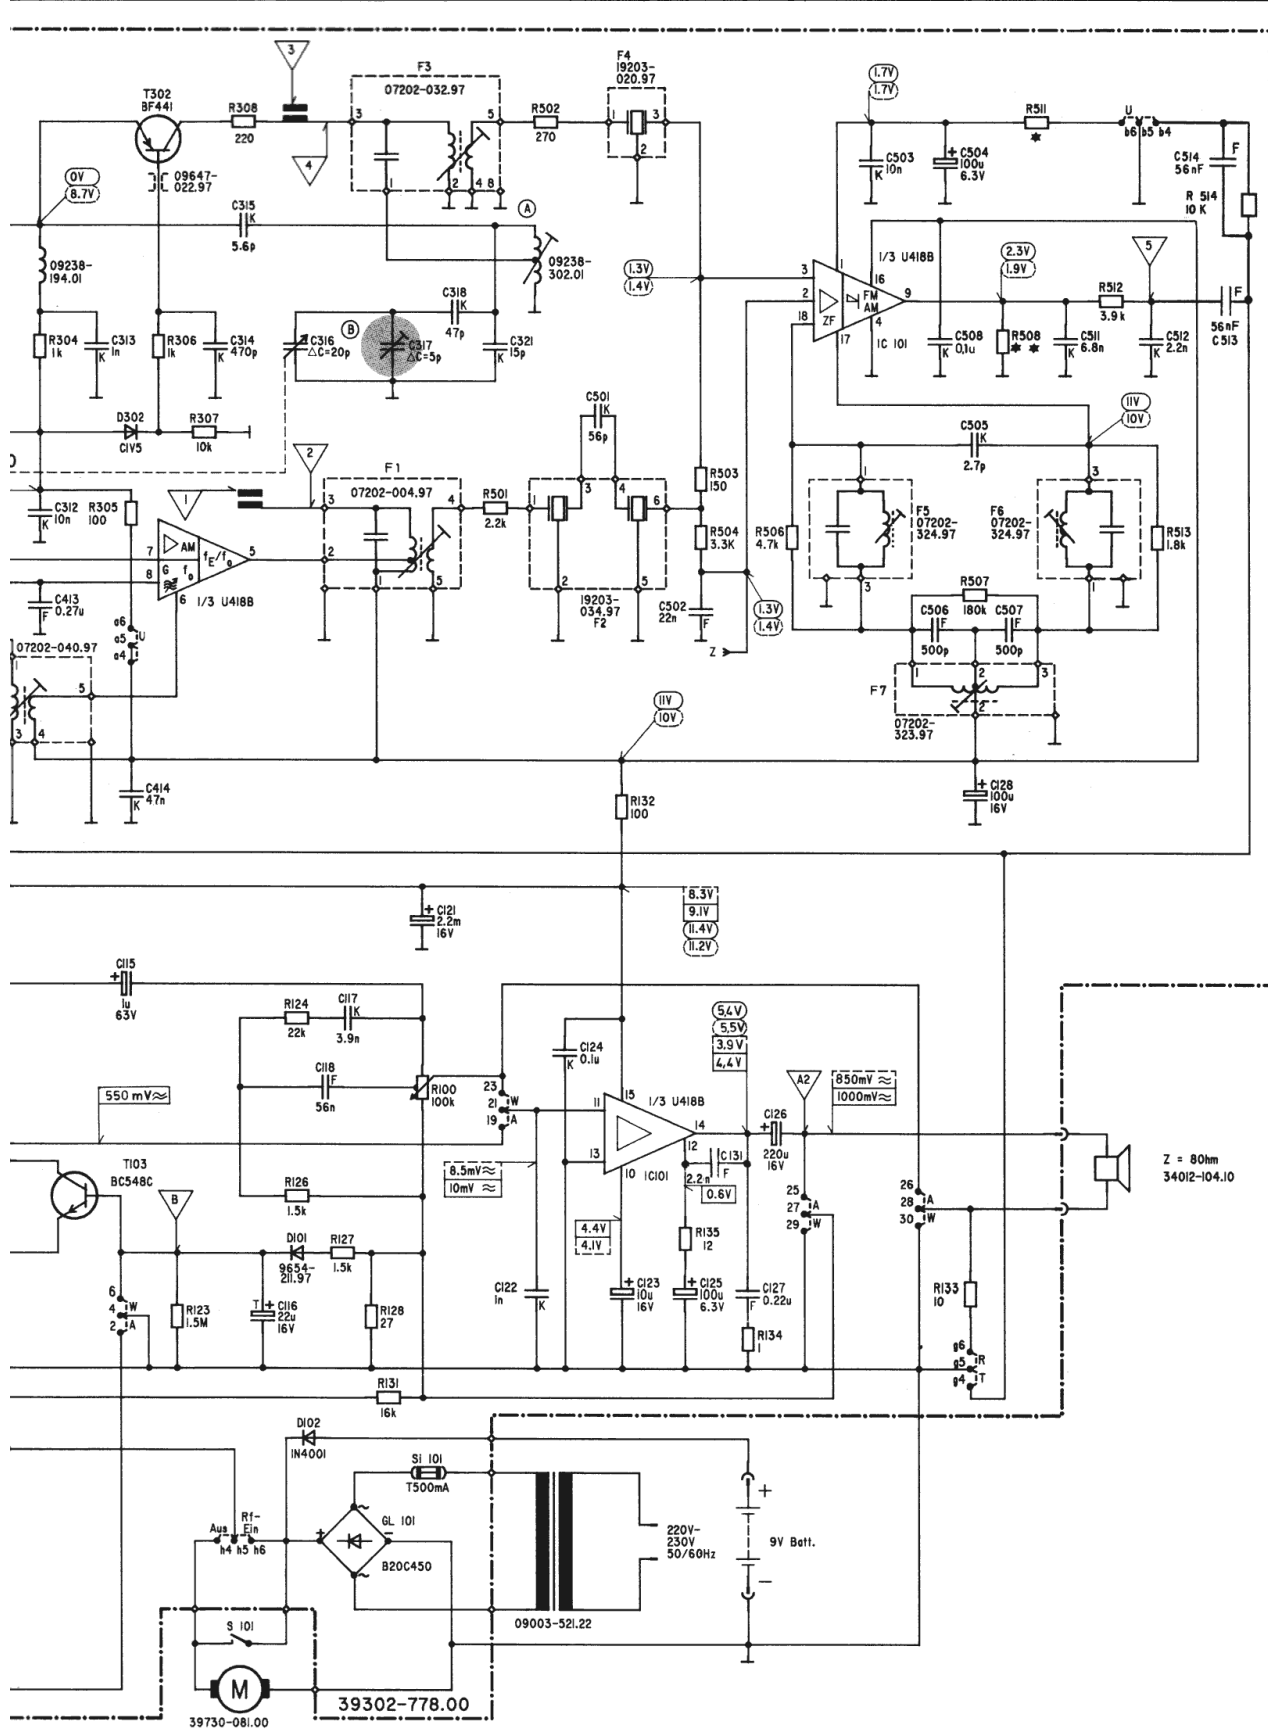 3
F3
07202-032.97
F4
19203-
020.97
1.7V
1.7V
T302
BF441
R308
220
4
3
5
1
2
4
8
R502
270
1
3
2
C503
K
10n
C504
100u
6.3V
R511
*
U
b6 b5 b4
C514
56nF
F
R 514
10 K
09647-
022.97
0V
8.7V
C315
K
5.6p
A
09238-
302.01
09238-
194.01
1.3V
1.4V
R304
1k
C313
1n
K
R306
1k
C314
470p
K
C316
△C=20p
B
C317
△C=5p
K
C318
K
47p
C321
15p
K
3
2
18
1
16
17
4
9
ZF
FM
AM
1/3 U418B
IC 101
C508
0,1u
K
2.3V
1.9V
R508
* *
C511
6.8n
K
R512
3.9k
5
C512
2.2n
K
F
56nF
C513
D302
C1V5
R307
10k
C501
K
56p
11V
10V
C505
K
2.7p
2
F1
07202-004.97
3
4
2
1
5
C312
10n
K
R305
100
1
AM
G
fE/fo
fo
7
8
5
6
1/3 U418B
R501
2.2k
1
3
4
6
2
5
19203-
034.97
F2
R503
150
R504
3.3K
C502
22n
F
1.3V
1.4V
Z
R506
4.7k
1
F5
07202-
324.97
3
F6
07202-
324.97
3
1
R513
1.8k
R507
180k
C506
F
500p
C507
F
500p
1
2
3
2
F7
07202-
323.97
C413
0.27u
F
a6
a5
a4
U
07202-040.97
1
5
3
4
C414
47n
K
11V
10V
R132
100
C128
100u
16V
C121
2.2m
16V
8.3V
9.1V
11.4V
11.2V
C115
1u
63V
R124
22k
C117
K
3.9n
C118
F
56n
R100
100k
550 mV≈
23
21
19
W
A
C124
0.1u
K
5,4V
5,5V
3,9V
4,4V
1/3 U418B
15
11
13
14
12
10
IC101
A2
850mV ≈
1000mV≈
C126
220u
16V
C131
F
2.2n
0.6V
8.5mV≈
10mV ≈
T103
BC548C
B
R126
1.5k
D101
9654-
211.97
R127
1.5k
4.4V
4.1V
R135
12
25
27
29
A
W
26
28
30
A
W
Z = 80hm
34012-104.10
6
4
2
W
A
R123
1.5M
T
C116
22u
16V
R128
27
C122
1n
K
C123
10u
16V
C125
100u
6.3V
C127
0.22u
F
R134
1
R133
10
g6
g5
g4
R
T
R131
16k
D102
1N4001
Si 101
T500mA
Aus
Rf-
Ein
h4 h5 h6
GL 101
B20C450
220V-
230V
50/60Hz
9V Batt.
09003-521.22
S 101
M
39730-081.00
39302-778.00